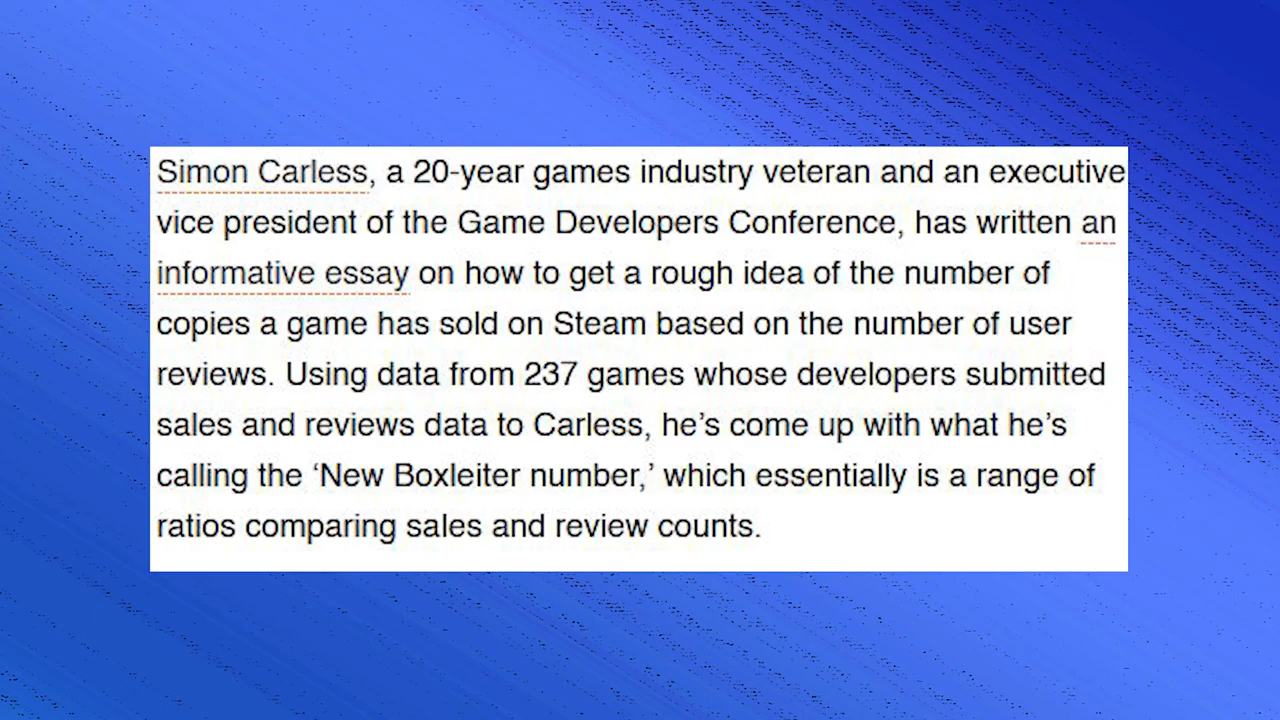 Simon Carless, a 20-year games industry veteran and an executive
vice president of the Game Developers Conference, has written an
informative essay on how to get a rough idea of the number of
copies a game has sold on Steam based on the number of user
reviews. Using data from 237 games whose developers submitted
sales and reviews data to Carless, he’s come up with what he’s
calling the ‘New Boxleiter number,’ which essentially is a range of
ratios comparing sales and review counts.